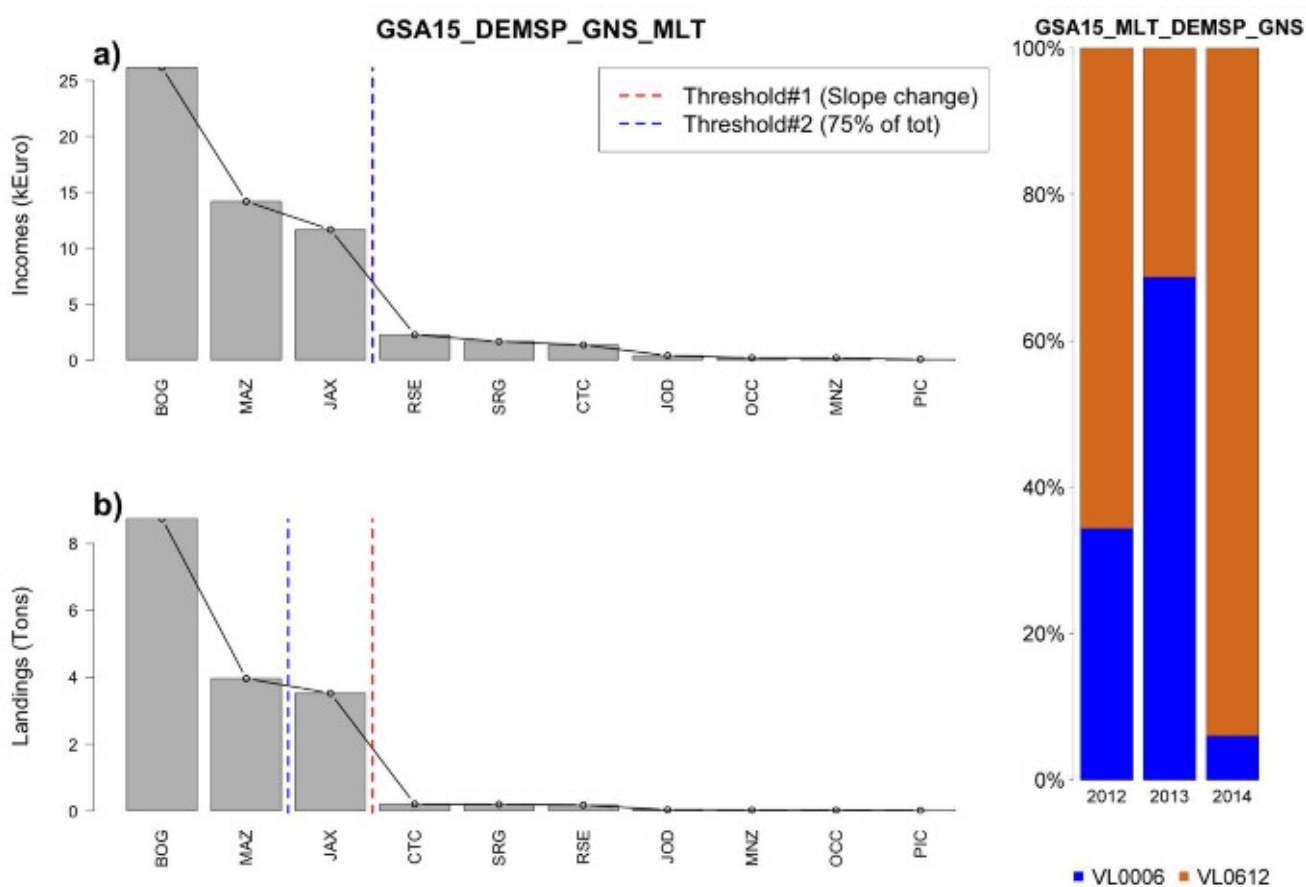 GSA15_DEMSP_GNS_MLT
a)
Incomes (kEuro)
25
20
15
10
5
0
Threshold#1 (Slope change)
Threshold#2 (75% of tot)
BOG MAZ JAX RSE SRG CTC JOD OCC MNZ PIC
b)
Landings (Tons)
8
6
4
2
0
BOG MAZ JAX CTC SRG RSE JOD MNZ OCC PIC
GSA15_MLT_DEMSP_GNS
100%
80%
60%
40%
20%
0%
2012 2013 2014
VL0006 VL0612